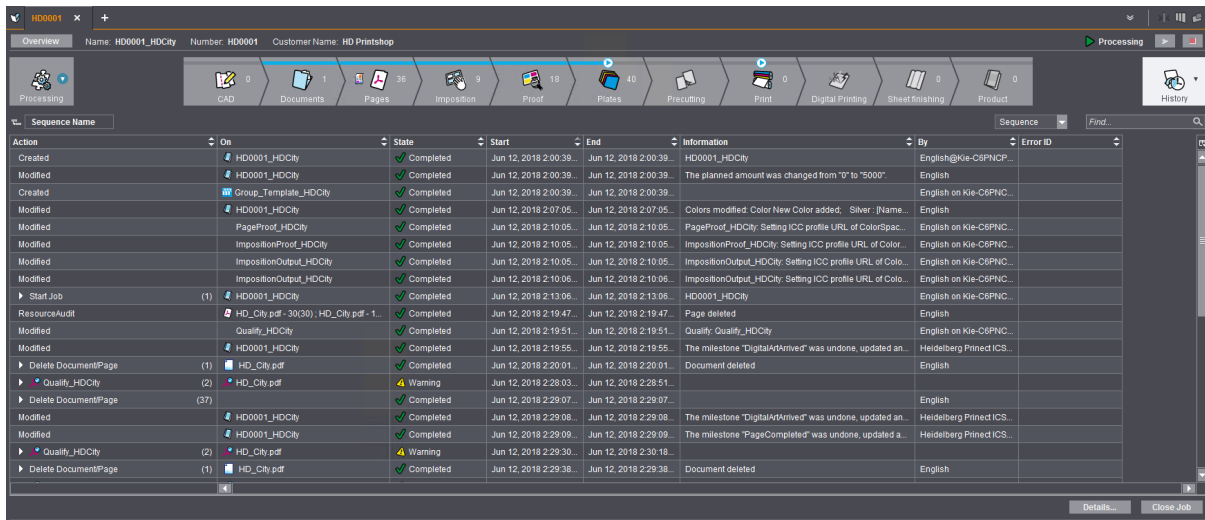 HD0001 × +
Overview Name: HD0001_HDCity Number: HD0001 Customer Name: HD Printshop Processing
Processing 0 1 36 9 18 40 0 0 0
CAD Documents Pages Imposition Proof Plates Precutting Print Digital Printing Sheet finishing Product History
Sequence Name Sequence Find...
Action On State Start End Information By Error ID
Created HD0001_HDCity Completed Jun 12, 2018 2:00:39... Jun 12, 2018 2:00:39... HD0001_HDCity English@Kie-C6PNCP...
Modified HD0001_HDCity Completed Jun 12, 2018 2:00:39... Jun 12, 2018 2:00:39... The planned amount was changed from "0" to "5000". English
Created Group_Template_HDCity Completed Jun 12, 2018 2:00:39... Jun 12, 2018 2:00:39... English on Kie-C6PNC...
Modified HD0001_HDCity Completed Jun 12, 2018 2:07:05... Jun 12, 2018 2:07:05... Colors modified: Color New Color added; Silver : [Name... English
Modified PageProof_HDCity Completed Jun 12, 2018 2:10:05... Jun 12, 2018 2:10:05... PageProof_HDCity: Setting ICC profile URL of ColorSpac... English on Kie-C6PNC...
Modified ImpositionProof_HDCity Completed Jun 12, 2018 2:10:05... Jun 12, 2018 2:10:05... ImpositionProof_HDCity: Setting ICC profile URL of Color... English on Kie-C6PNC...
Modified ImpositionOutput_HDCity Completed Jun 12, 2018 2:10:05... Jun 12, 2018 2:10:05... ImpositionOutput_HDCity: Setting ICC profile URL of Colo... English on Kie-C6PNC...
Modified ImpositionOutput_HDCity Completed Jun 12, 2018 2:10:06... Jun 12, 2018 2:10:06... ImpositionOutput_HDCity: Setting ICC profile URL of Colo... English on Kie-C6PNC...
Start Job (1) HD0001_HDCity Completed Jun 12, 2018 2:13:06... Jun 12, 2018 2:13:06... HD0001_HDCity English on Kie-C6PNC...
ResourceAudit HD_City.pdf - 30(30) ; HD_City.pdf - 1... Completed Jun 12, 2018 2:19:47... Jun 12, 2018 2:19:47... Page deleted English
Modified Qualify_HDCity Completed Jun 12, 2018 2:19:51... Jun 12, 2018 2:19:51... Qualify: Qualify_HDCity English on Kie-C6PNC...
Modified HD0001_HDCity Completed Jun 12, 2018 2:19:55... Jun 12, 2018 2:19:55... The milestone "DigitalArtArrived" was undone, updated an... Heidelberg Prinect ICS...
Delete Document/Page (1) HD_City.pdf Completed Jun 12, 2018 2:20:01... Jun 12, 2018 2:20:01... Document deleted English
Qualify_HDCity (2) HD_City.pdf Warning Jun 12, 2018 2:28:03... Jun 12, 2018 2:28:51...
Delete Document/Page (37) Completed Jun 12, 2018 2:29:07... Jun 12, 2018 2:29:07... English
Modified HD0001_HDCity Completed Jun 12, 2018 2:29:08... Jun 12, 2018 2:29:08... The milestone "DigitalArtArrived" was undone, updated an... Heidelberg Prinect ICS...
Modified HD0001_HDCity Completed Jun 12, 2018 2:29:09... Jun 12, 2018 2:29:09... The milestone "PageCompleted" was undone, updated a... Heidelberg Prinect ICS...
Qualify_HDCity (2) HD_City.pdf Warning Jun 12, 2018 2:29:30... Jun 12, 2018 2:30:18...
Delete Document/Page (1) HD_City.pdf Completed Jun 12, 2018 2:29:38... Jun 12, 2018 2:29:38... Document deleted English
Details... Close Job